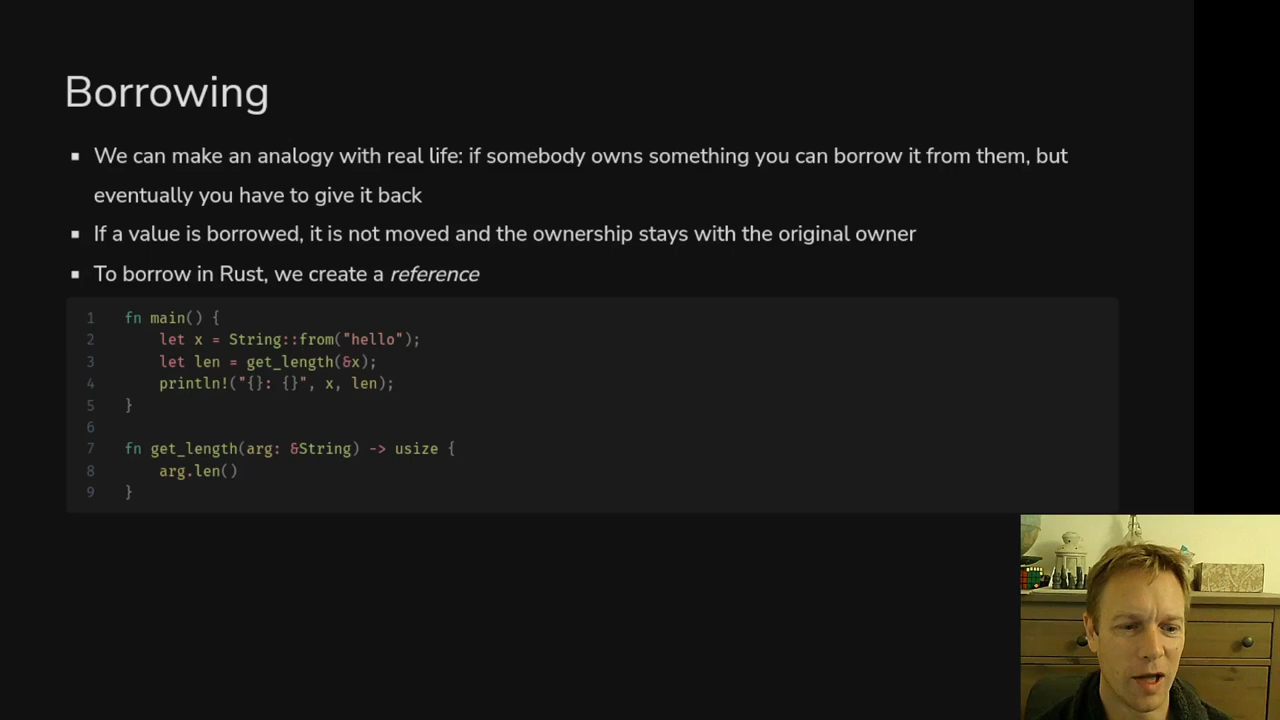 Borrowing
▪ We can make an analogy with real life: if somebody owns something you can borrow it from them, but
eventually you have to give it back
▪ If a value is borrowed, it is not moved and the ownership stays with the original owner
▪ To borrow in Rust, we create a reference
1 fn main() {
2     let x = String::from("hello");
3     let len = get_length(&x);
4     println!("{}: {}", x, len);
5 }
6
7 fn get_length(arg: &String) -> usize {
8     arg.len()
9 }